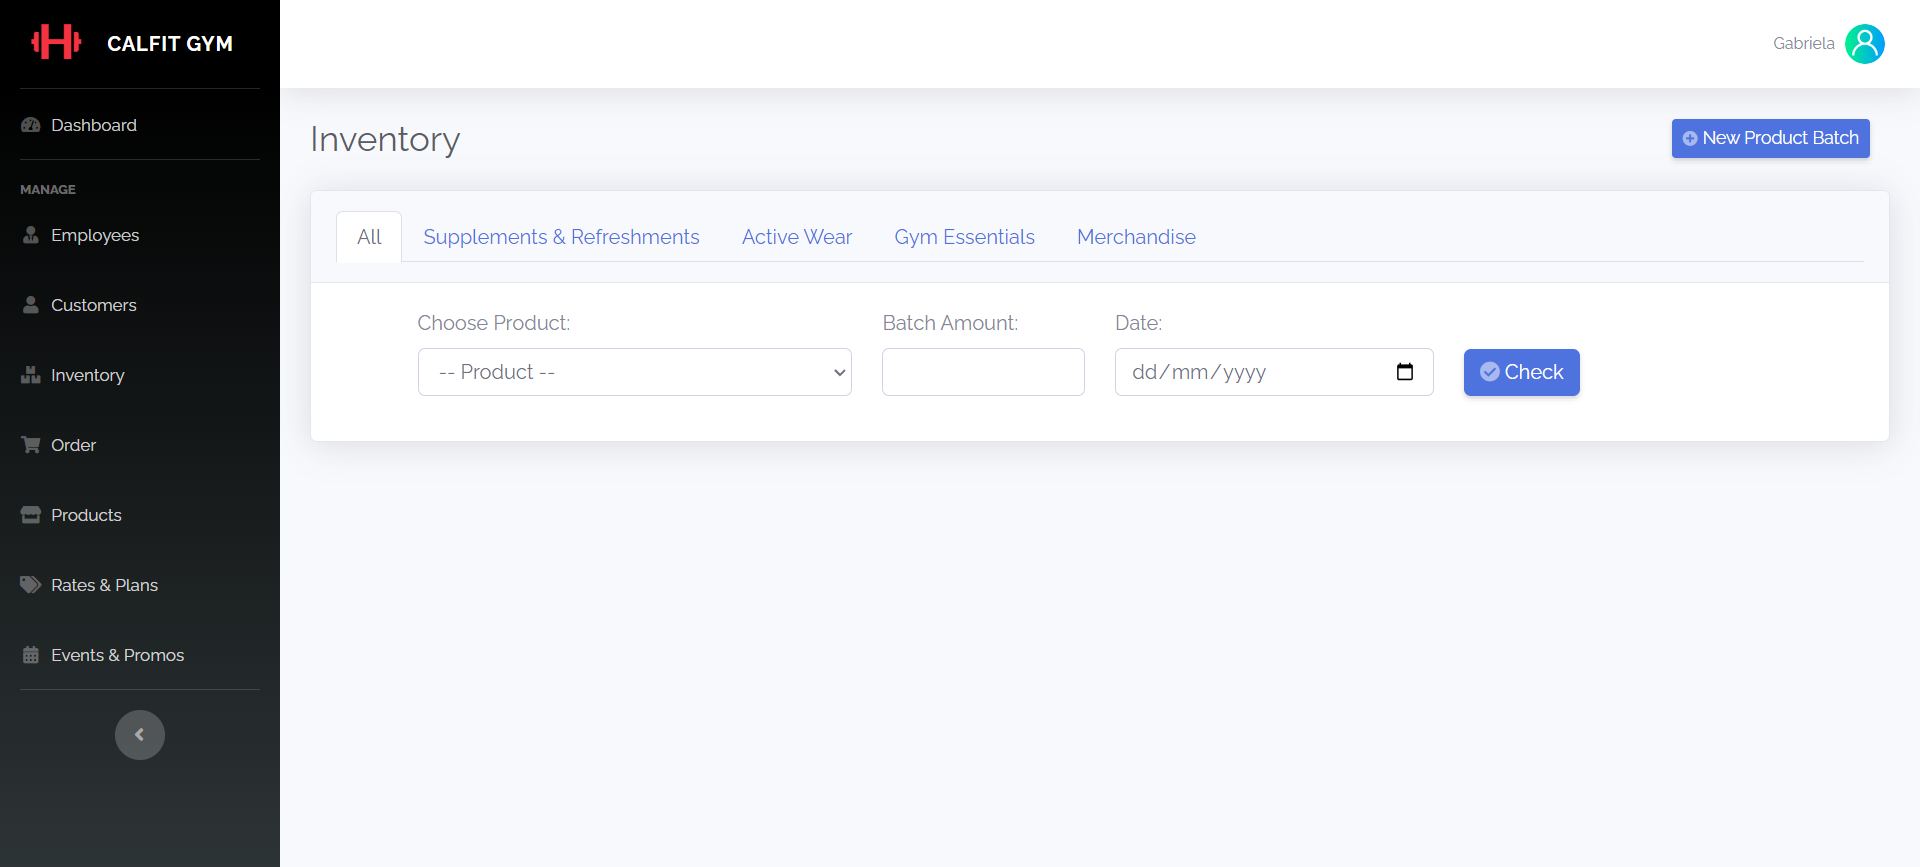 CALFIT GYM
Gabriela
Dashboard
MANAGE
Employees
Customers
Inventory
Order
Products
Rates & Plans
Events & Promos
Inventory
New Product Batch
All
Supplements & Refreshments
Active Wear
Gym Essentials
Merchandise
Choose Product:
Batch Amount:
Date:
-- Product --
dd/mm/yyyy
Check